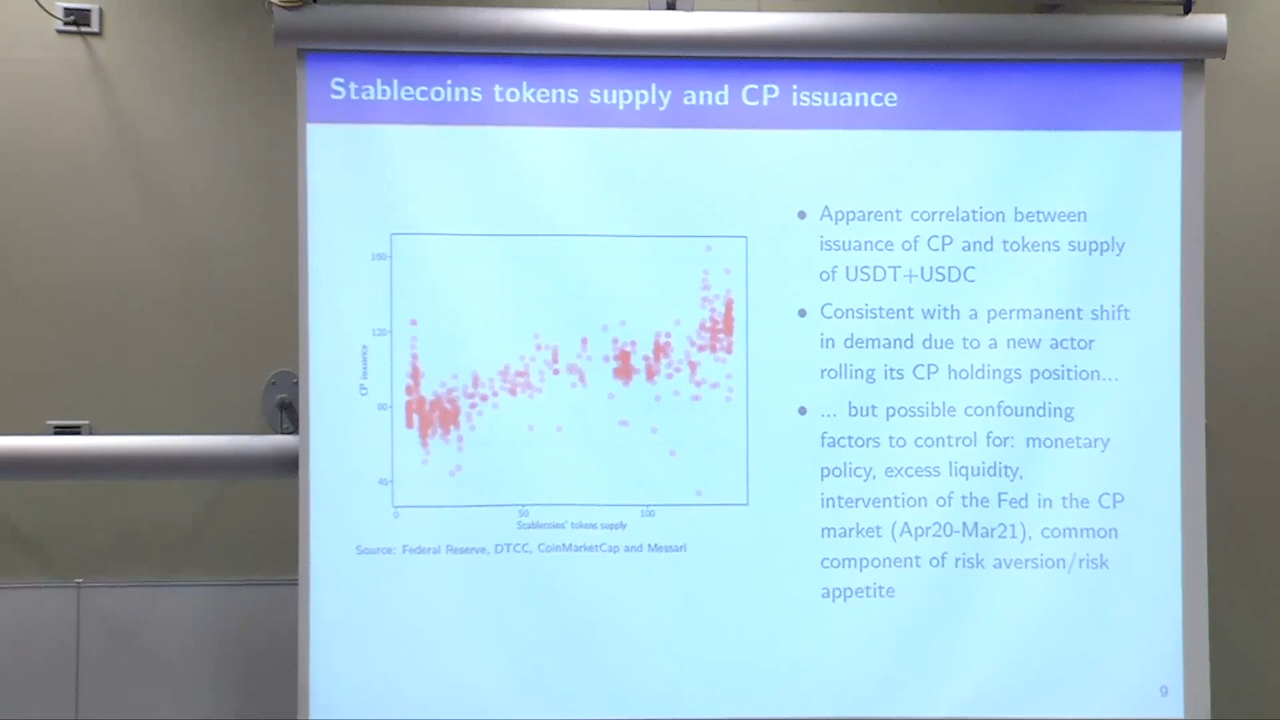 Stablecoins tokens supply and CP issuance
160
120
80
40
CP issuance
0
50
100
Stablecoins' tokens supply
Source: Federal Reserve, DTCC, CoinMarketCap and Messari
• Apparent correlation between
issuance of CP and tokens supply
of USDT+USDC
• Consistent with a permanent shift
in demand due to a new actor
rolling its CP holdings position...
• ... but possible confounding
factors to control for: monetary
policy, excess liquidity,
intervention of the Fed in the CP
market (Apr20-Mar21), common
component of risk aversion/risk
appetite
9